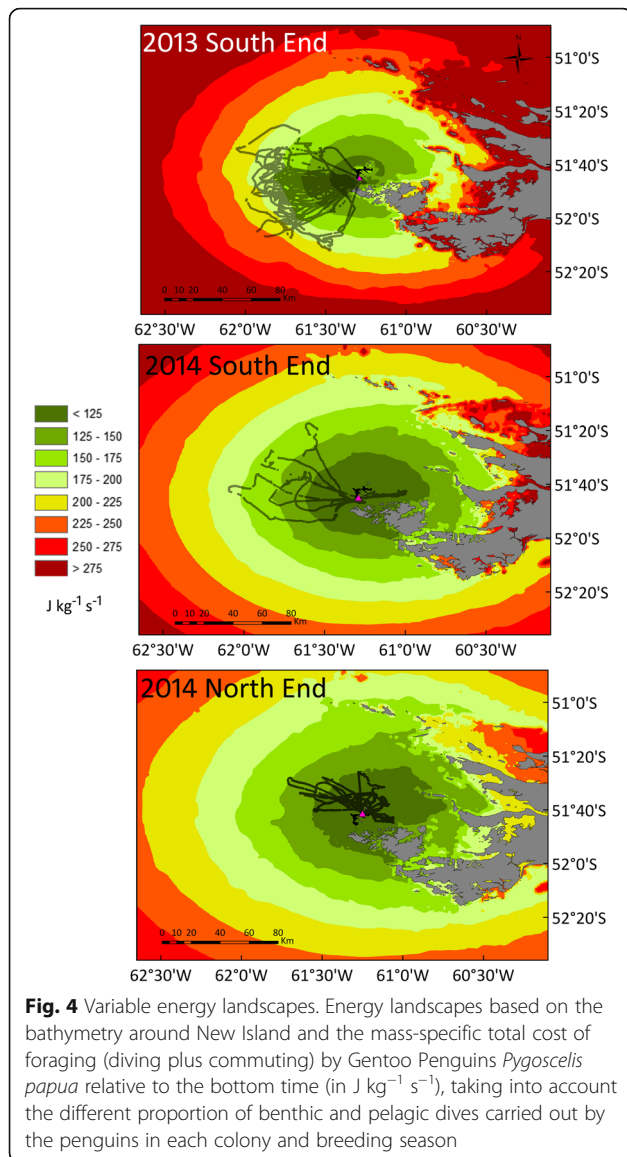 2013 South End
N
51°0'S
51°20'S
51°40'S
52°0'S
52°20'S
0 10 20 40 60 80
Km
62°30'W 62°0'W 61°30'W 61°0'W 60°30'W
2014 South End
51°0'S
51°20'S
51°40'S
52°0'S
52°20'S
0 10 20 40 60 80
Km
62°30'W 62°0'W 61°30'W 61°0'W 60°30'W
< 125
125 - 150
150 - 175
175 - 200
200 - 225
225 - 250
250 - 275
> 275
J kg⁻¹ s⁻¹
2014 North End
51°0'S
51°20'S
51°40'S
52°0'S
52°20'S
0 10 20 40 60 80
Km
62°30'W 62°0'W 61°30'W 61°0'W 60°30'W
Fig. 4 Variable energy landscapes. Energy landscapes based on the
bathymetry around New Island and the mass-specific total cost of
foraging (diving plus commuting) by Gentoo Penguins Pygoscelis
papua relative to the bottom time (in J kg⁻¹ s⁻¹), taking into account
the different proportion of benthic and pelagic dives carried out by
the penguins in each colony and breeding season